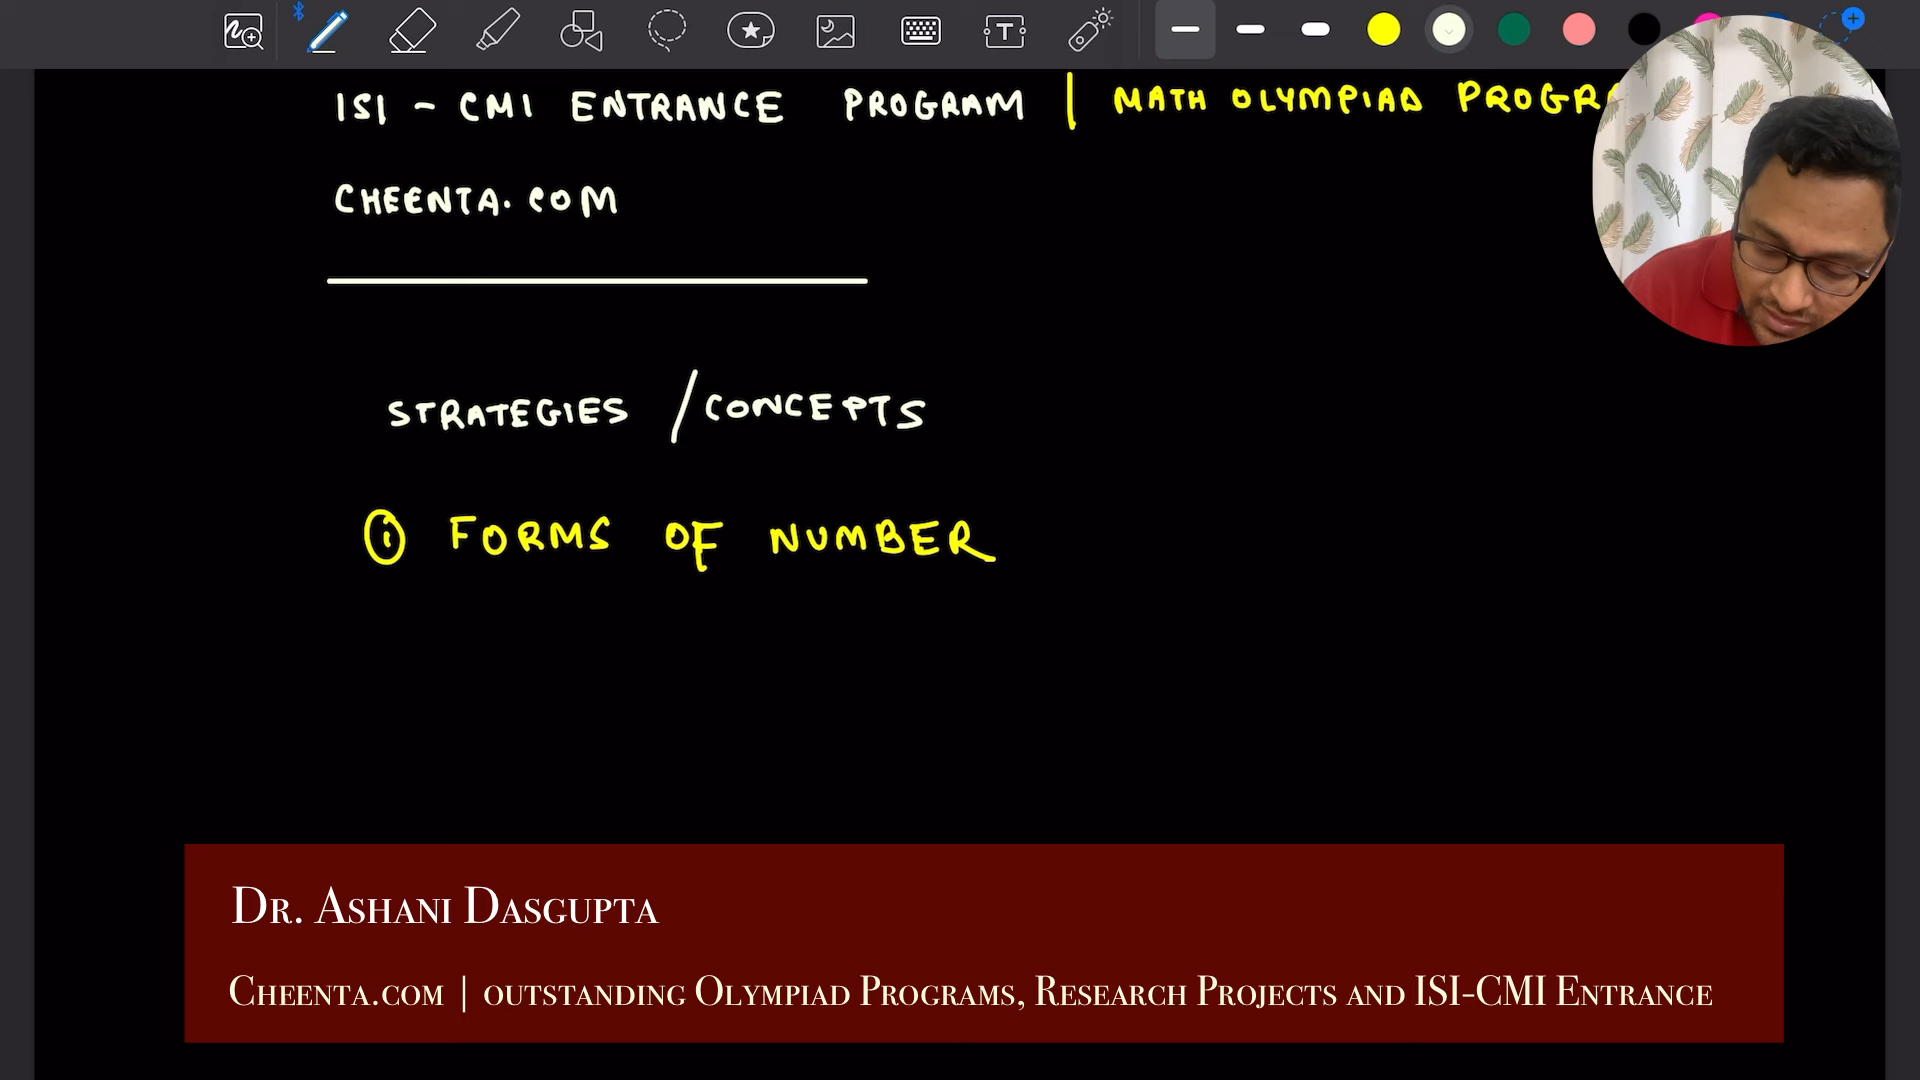 ISI - CMI ENTRANCE PROGRAM | MATH OLYMPIAD PROGR
CHEENTA.COM
STRATEGIES / CONCEPTS
① FORMS OF NUMBER
Dr. Ashani Dasgupta
Cheenta.com | outstanding Olympiad Programs, Research Projects and ISI-CMI Entrance